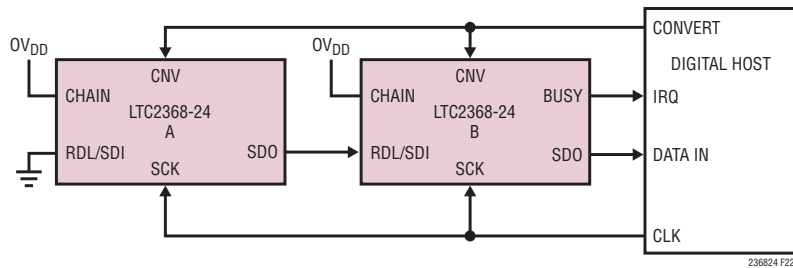 CONVERT
OVDD
OVDD
CNV
CNV
DIGITAL HOST
CHAIN
CHAIN
BUSY
IRQ
LTC2368-24
A
LTC2368-24
B
RDL/SDI
SDO
RDL/SDI
SDO
DATA IN
SCK
SCK
CLK
236824 F22